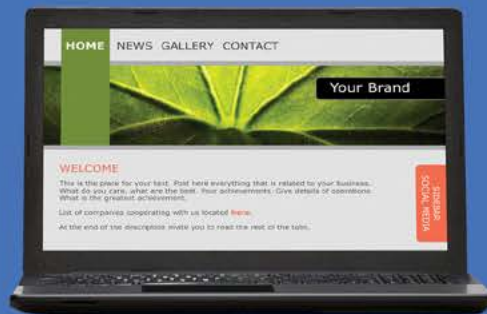 HOME NEWS GALLERY CONTACT
Your Brand
WELCOME
This is the place for your text. Post here everything that is related to your business.
What do you care, what are the best. Your achievements. Give details of operations.
What is the greatest achievement.
List of companies cooperating with us located here.
At the end of the description invite you to read the rest of the tabs.
SIDEBAR
SOCIAL MEDIA